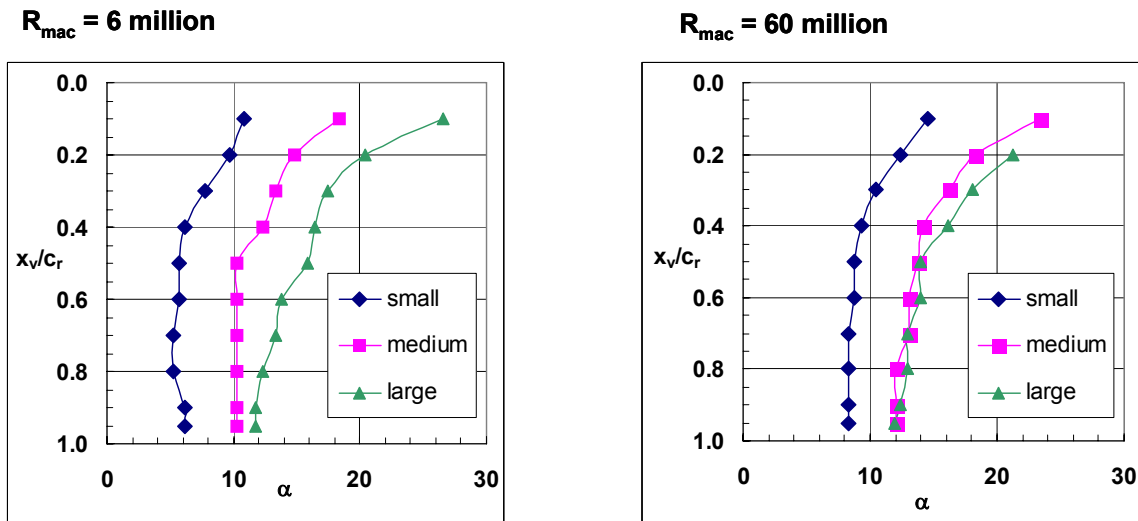 R_mac = 6 million
0.0
0.2
0.4
0.6
0.8
1.0
x_v/c_r
0
10
20
30
α
small
medium
large
R_mac = 60 million
0.0
0.2
0.4
0.6
0.8
1.0
x_v/c_r
0
10
20
30
α
small
medium
large